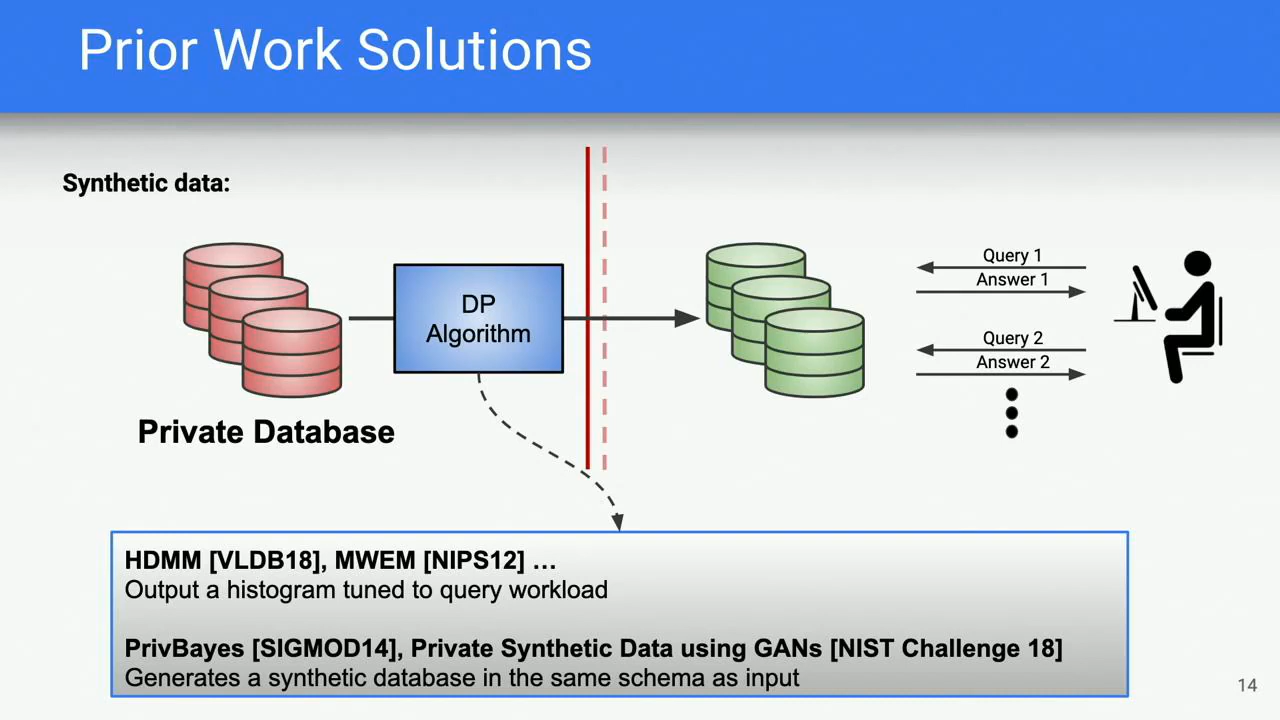 Prior Work Solutions
Synthetic data:
DP
Algorithm
Private Database
Query 1
Answer 1
Query 2
Answer 2
HDMM [VLDB18], MWEM [NIPS12] …
Output a histogram tuned to query workload
PrivBayes [SIGMOD14], Private Synthetic Data using GANs [NIST Challenge 18]
Generates a synthetic database in the same schema as input
14